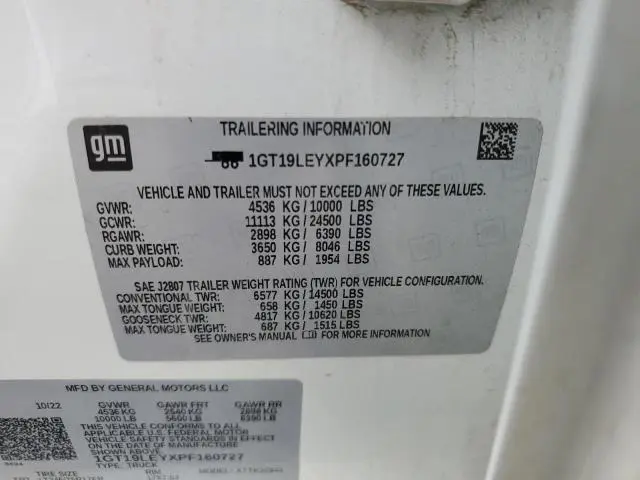 gm
TRAILERING INFORMATION
1GT19LEYXPF160727
VEHICLE AND TRAILER MUST NOT EXCEED ANY OF THESE VALUES.
GVWR: 4536 KG/10000 LBS
GCWR: 11113 KG/24500 LBS
RGAWR: 2898 KG/ 6390 LBS
CURB WEIGHT: 3650 KG/ 8046 LBS
MAX PAYLOAD: 887 KG/ 1954 LBS
SAE J2807 TRAILER WEIGHT RATING (TWR) FOR VEHICLE CONFIGURATION.
CONVENTIONAL TWR: 6577 KG/14500 LBS
MAX TONGUE WEIGHT: 658 KG/ 1450 LBS
GOOSENECK TWR: 4817 KG/10620 LBS
MAX TONGUE WEIGHT: 687 KG/ 1515 LBS
SEE OWNER'S MANUAL FOR MORE INFORMATION
MFD BY GENERAL MOTORS LLC
10/22 GVWR GAWR FRT GAWR RR
4536 KG 2540 KG 2898 KG
10000 LB 5600 LB 6390 LB
THIS VEHICLE CONFORMS TO ALL
APPLICABLE U.S. FEDERAL MOTOR
VEHICLE SAFETY STANDARDS IN EFFECT
ON THE DATE OF MANUFACTURE
SHOWN ABOVE.
1GT19LEYXPF160727
TYPE: TRUCK
TIRE SIZE RIM